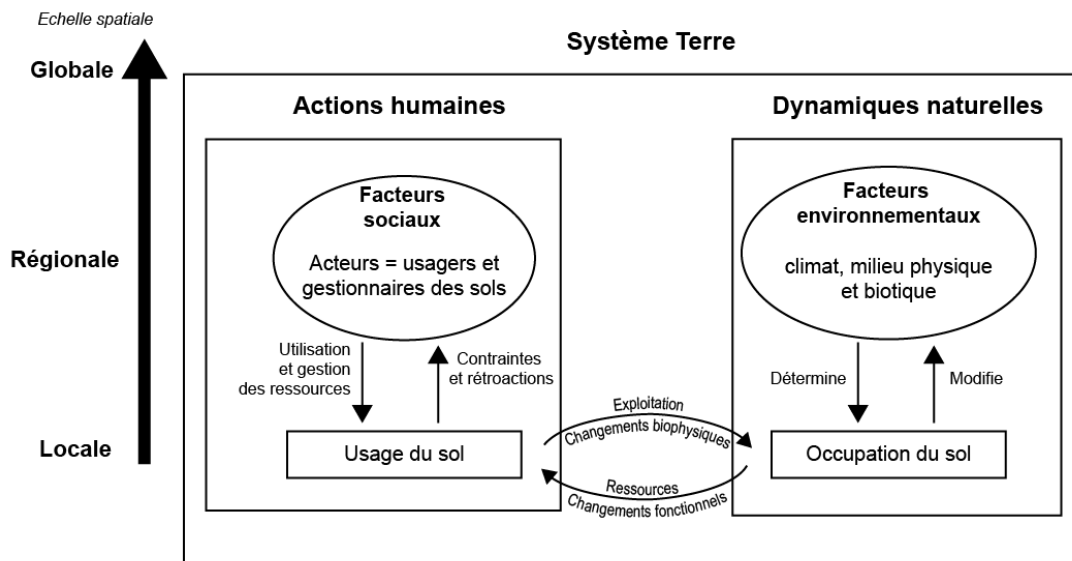 Echelle spatiale
Globale
Régionale
Locale
Système Terre
Actions humaines
Facteurs
sociaux
Acteurs = usagers et
gestionnaires des sols
Utilisation
et gestion
des ressources
Contraintes
et rétroactions
Usage du sol
Exploitation
Changements biophysiques
Ressources
Changements fonctionnels
Dynamiques naturelles
Facteurs
environnementaux
climat, milieu physique
et biotique
Détermine
Modifie
Occupation du sol